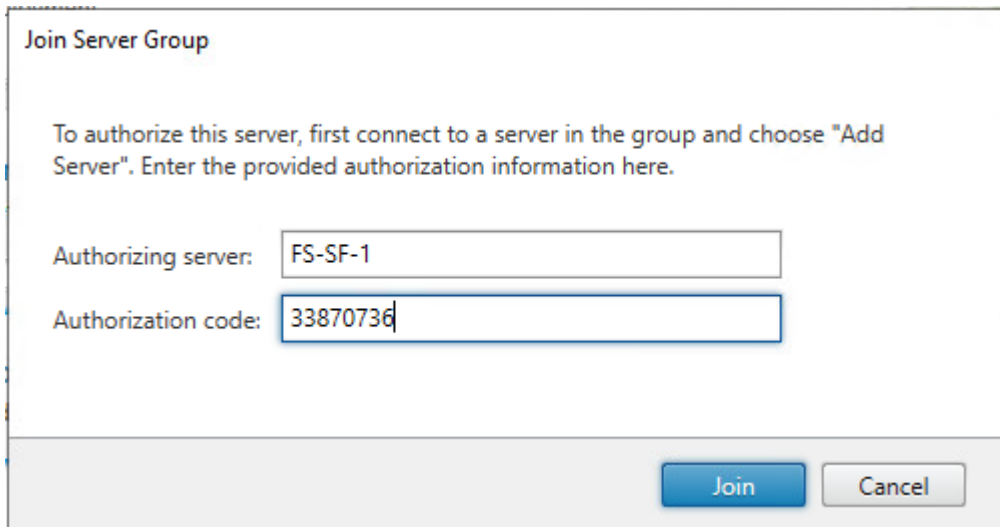 Join Server Group
To authorize this server, first connect to a server in the group and choose "Add
Server". Enter the provided authorization information here.
Authorizing server: FS-SF-1
Authorization code: 33870736
Join Cancel